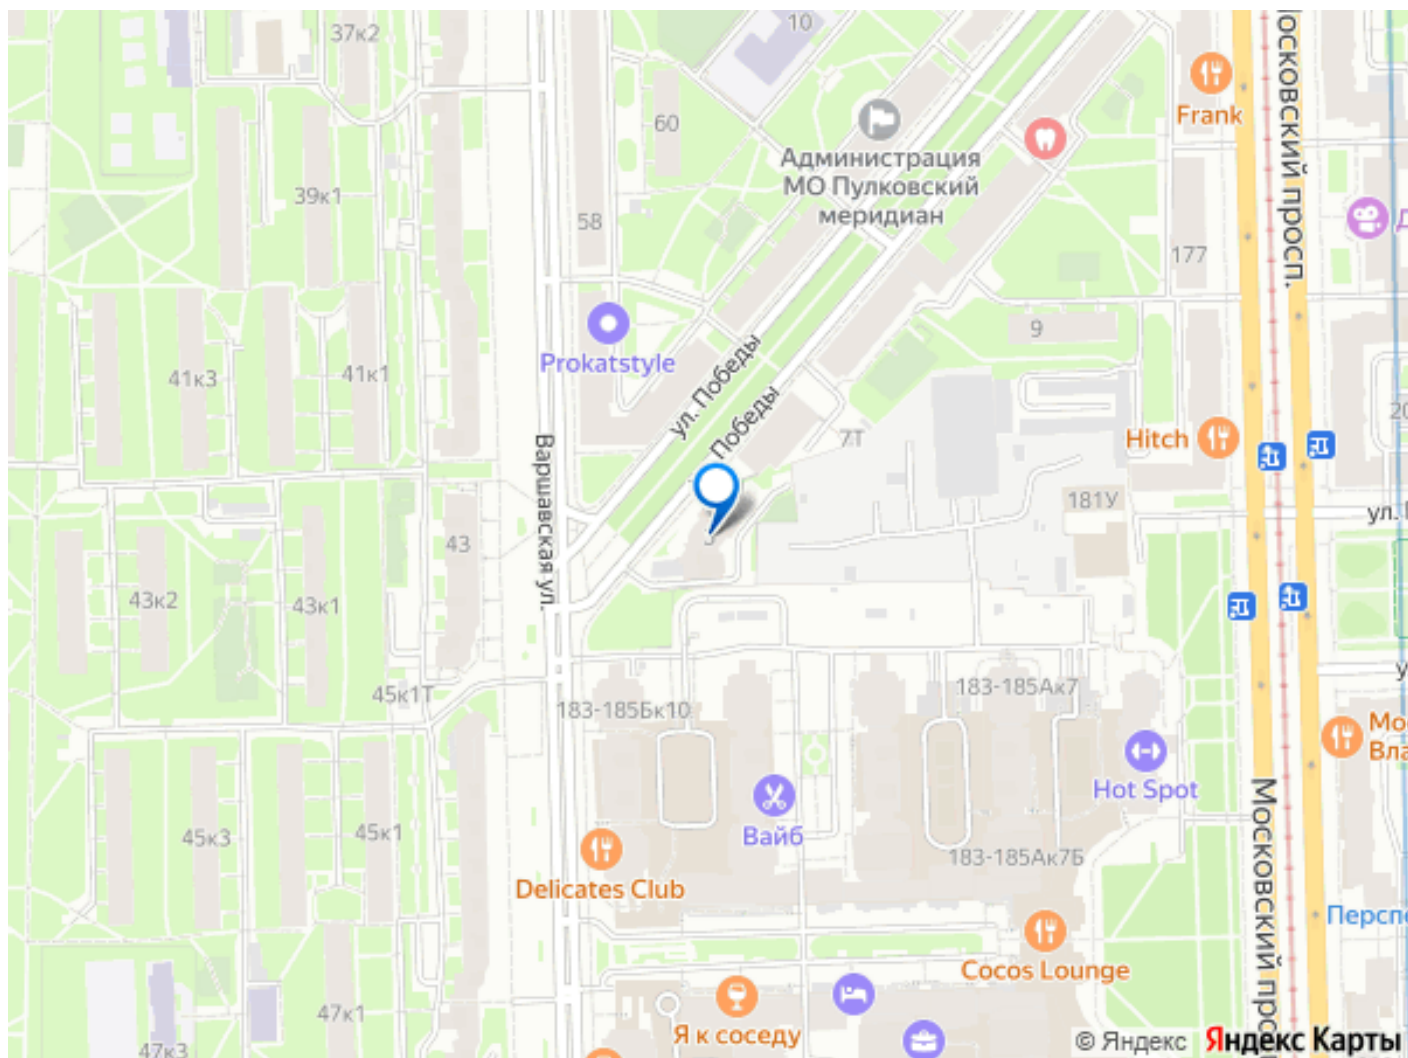 10
37к2
Frank
60
Администрация
МО Пулковский
меридиан
Московский просп.
39к1
58
177
9
Prokatstyle
ул. Победы
Победы
41к3
41к1
7Т
Hitch
Варшавская ул.
181У
43
43к2
43к1
45к1Т
183-185Бк10
183-185Ак7
Hot Spot
Вайб
45к3
45к1
183-185Ак7Б
Delicates Club
Московский про
Cocos Lounge
Я к соседу
47к1
47к3
© Яндекс Яндекс Карты